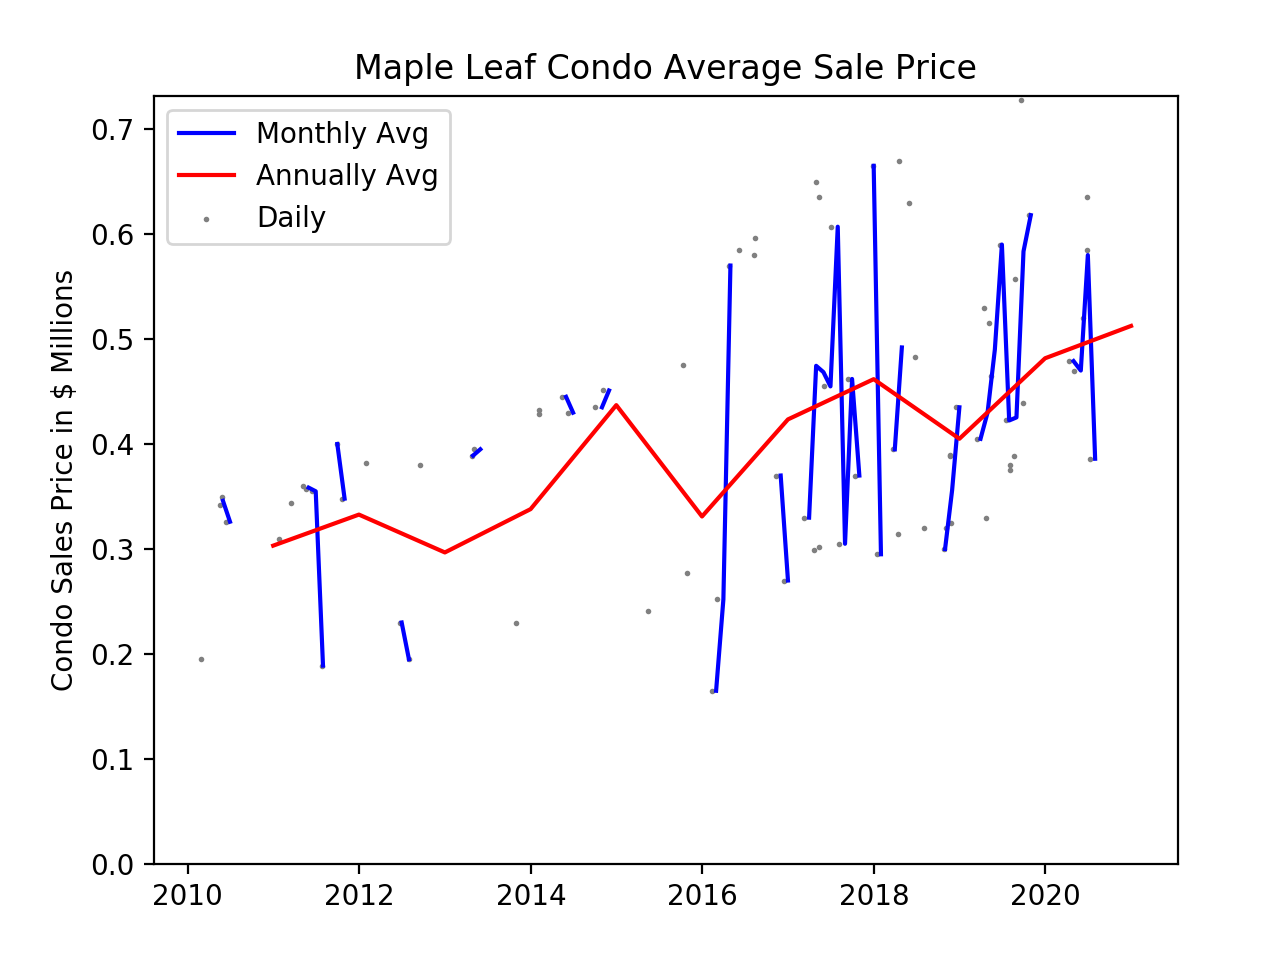 Maple Leaf Condo Average Sale Price
Monthly Avg
Annually Avg
Daily
Condo Sales Price in $ Millions
0.7
0.6
0.5
0.4
0.3
0.2
0.1
0.0
2010 2012 2014 2016 2018 2020